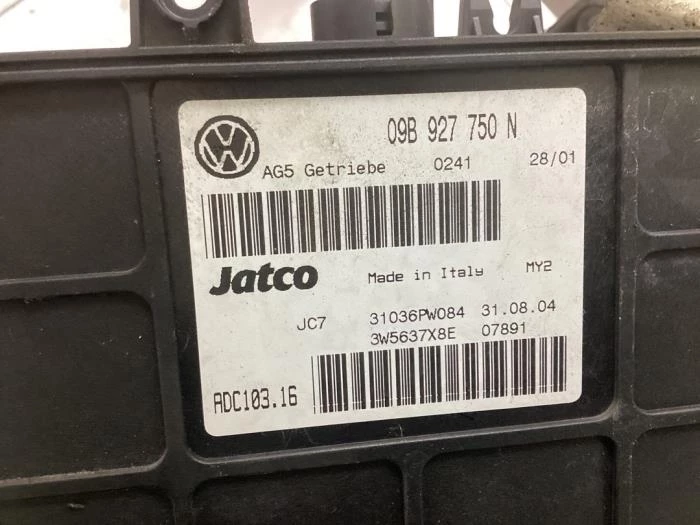 09B 927 750 N
AG5 Getriebe 0241 28/01
Jatco Made in Italy MY2
JC7 31036PW084 31.08.04
3W5637X8E 07891
ADC103.16